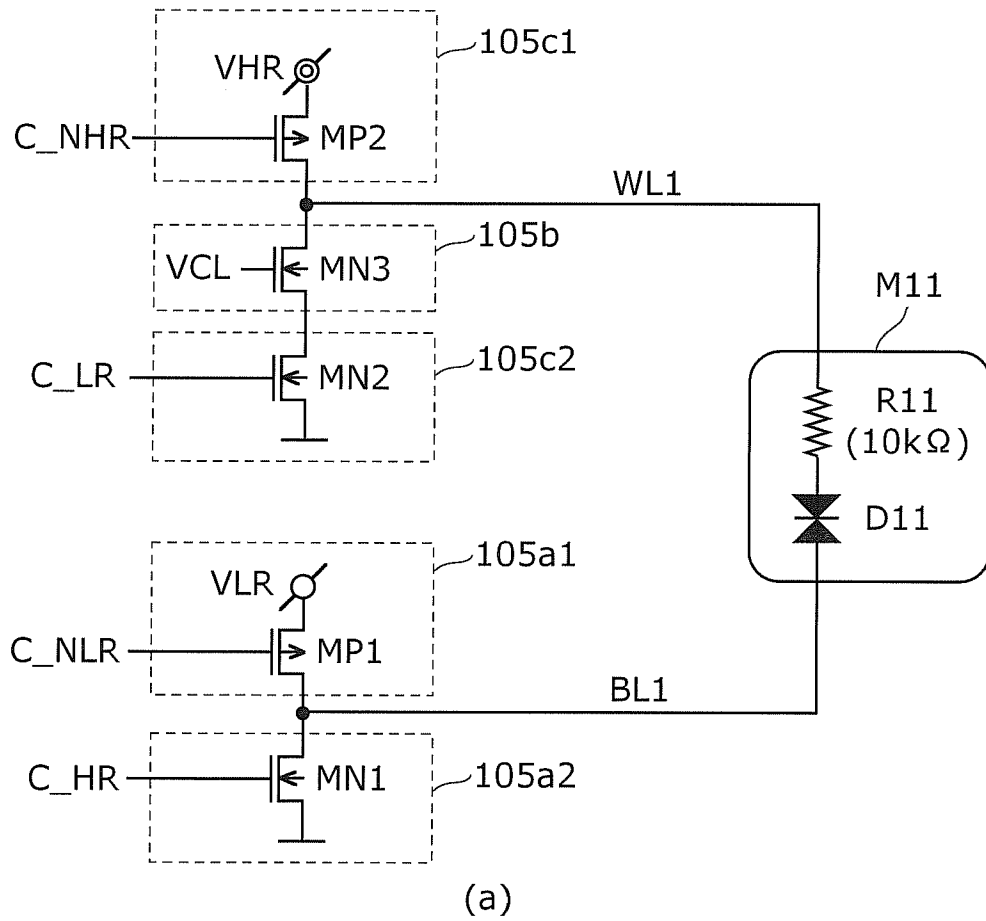 105c1
VHR
C_NHR
MP2
WL1
105b
VCL
MN3
M11
105c2
C_LR
MN2
R11
(10kΩ)
D11
105a1
VLR
C_NLR
MP1
BL1
C_HR
MN1
105a2
(a)